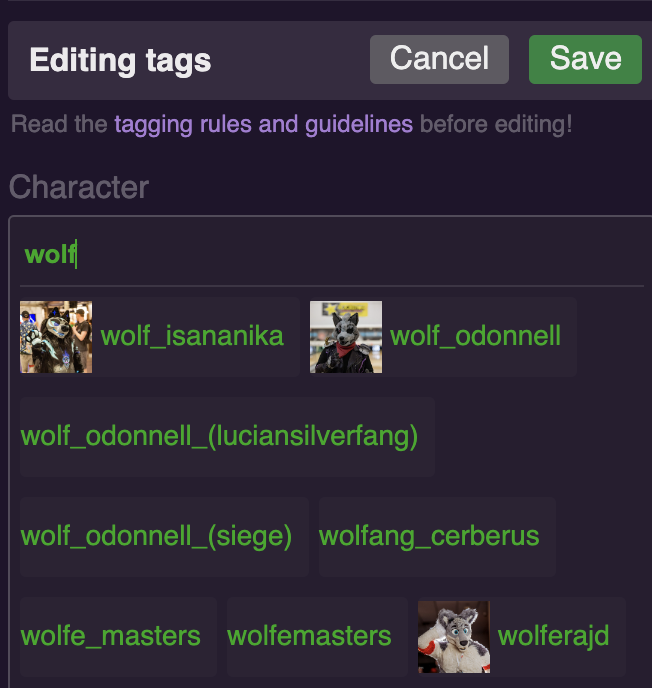 Editing tags Cancel Save
Read the tagging rules and guidelines before editing!
Character
wolf
wolf_isananika wolf_odonnell
wolf_odonnell_(luciansilverfang)
wolf_odonnell_(siege) wolfang_cerberus
wolfe_masters wolfemasters wolferajd